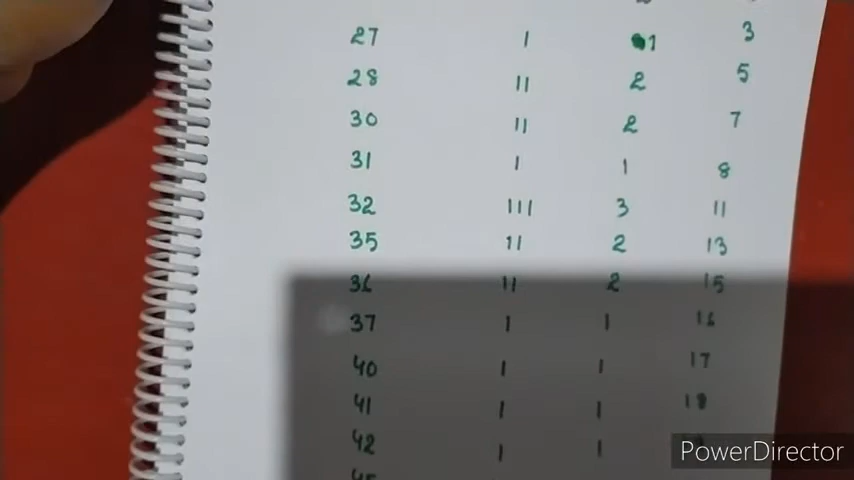 27 1 1 3
28 11 2 5
30 11 2 7
31 1 1 8
32 111 3 11
35 11 2 13
36 11 2 15
37 1 1 16
40 1 1 17
41 1 1 18
42 1 1
45
PowerDirector